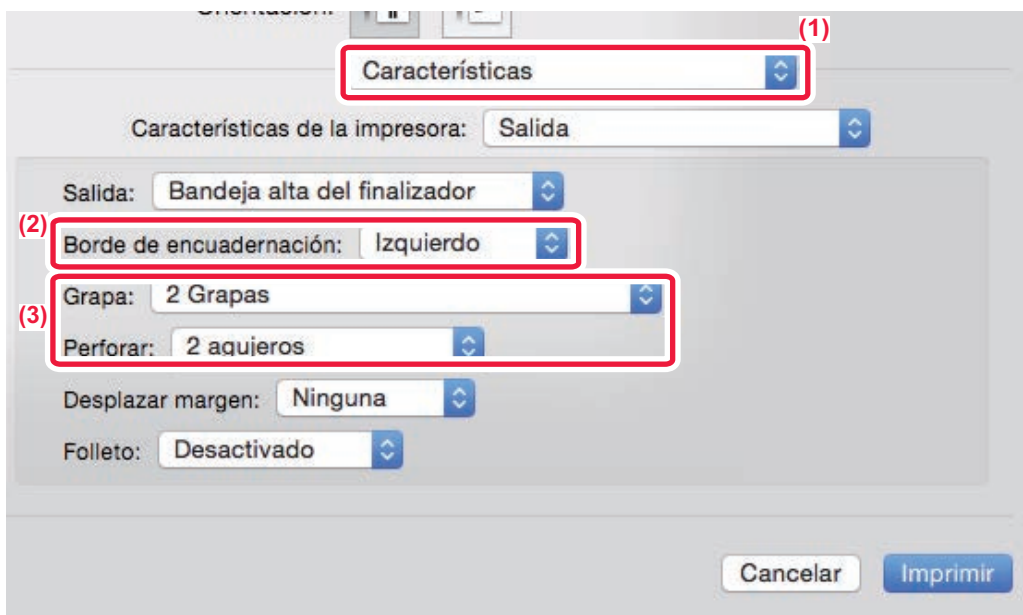 Orientación:
(1)
Características
Características de la impresora: Salida
Salida: Bandeja alta del finalizador
(2)
Borde de encuadernación: Izquierdo
Grapa: 2 Grapas
(3)
Perforar: 2 agujeros
Desplazar margen: Ninguna
Folleto: Desactivado
Cancelar Imprimir